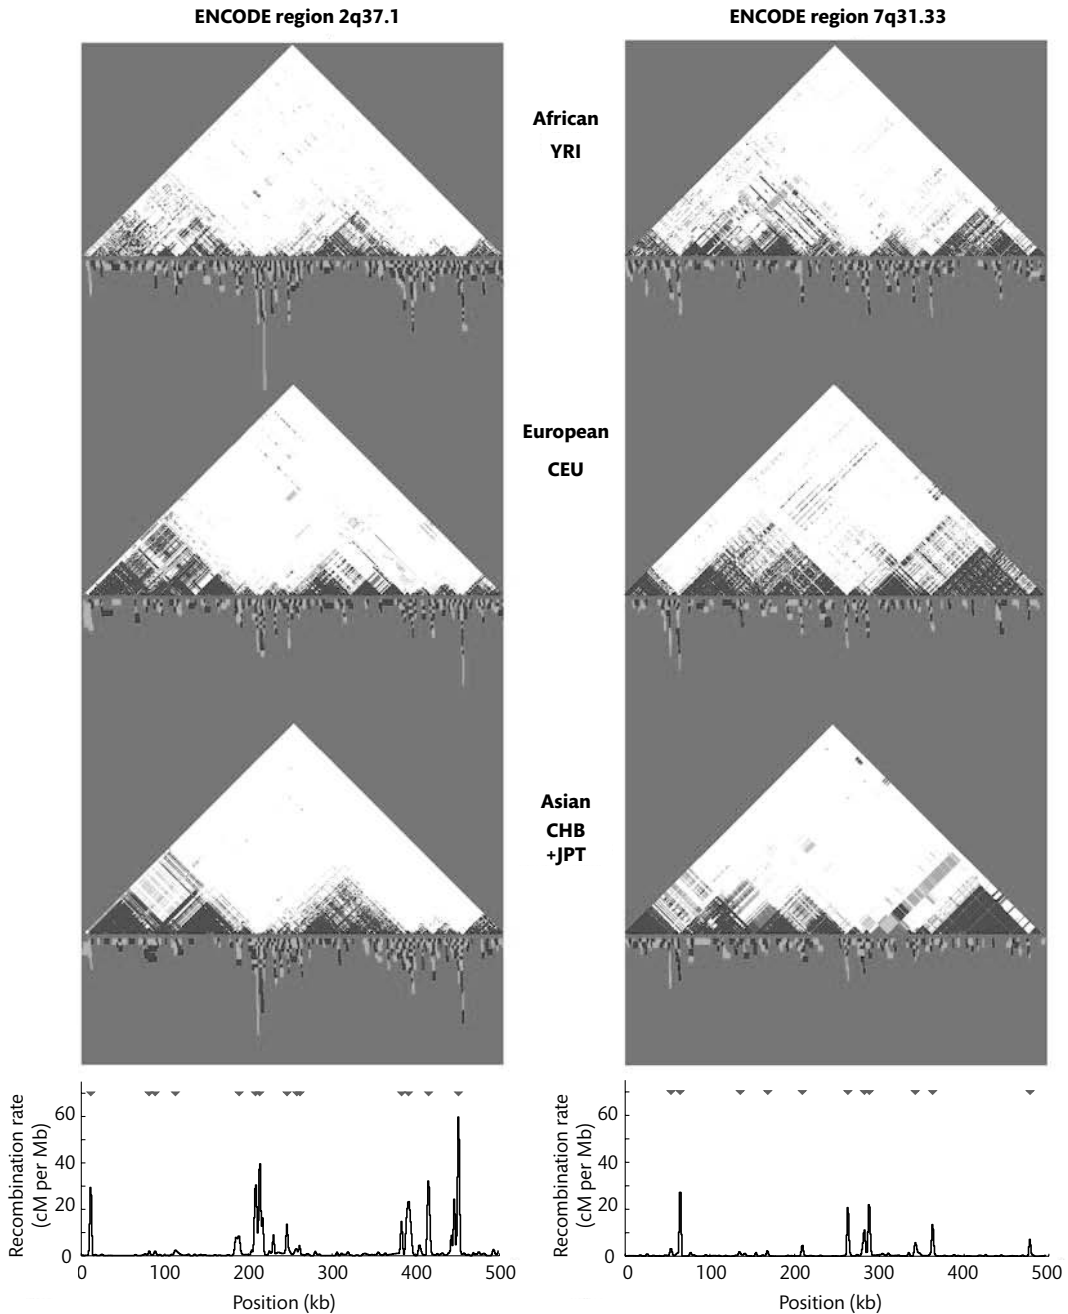 ENCODE region 2q37.1
ENCODE region 7q31.33
African
YRI
European
CEU
Asian
CHB
+JPT
Recombination rate
(cM per Mb)
60
40
20
0
0 100 200 300 400 500
Position (kb)
Recombination rate
(cM per Mb)
60
40
20
0
0 100 200 300 400 500
Position (kb)